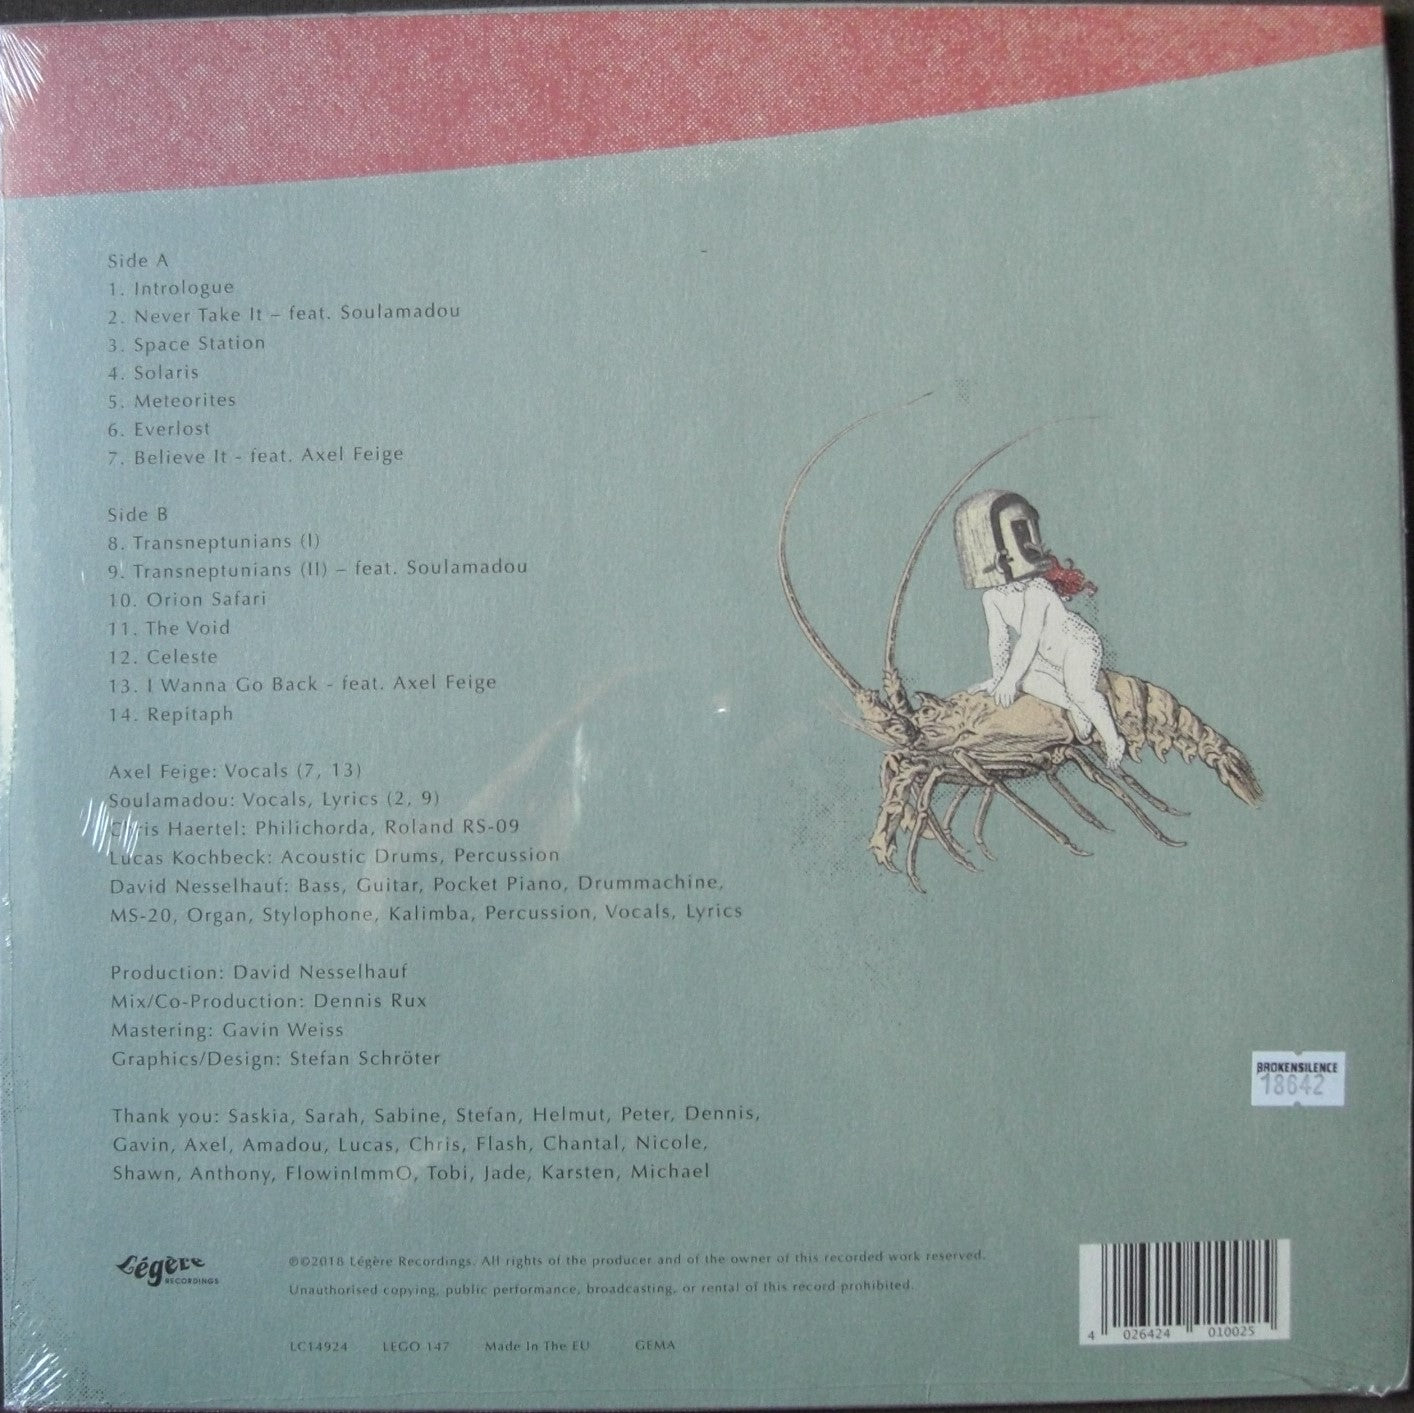 Side A
1. Intrologue
2. Never Take It – feat. Soulamadou
3. Space Station
4. Solaris
5. Meteorites
6. Everlost
7. Believe It - feat. Axel Feige
Side B
8. Transneptunians (I)
9. Transneptunians (II) – feat. Soulamadou
10. Orion Safari
11. The Void
12. Celeste
13. I Wanna Go Back - feat. Axel Feige
14. Repitaph
Axel Feige: Vocals (7, 13)
Soulamadou: Vocals, Lyrics (2, 9)
Chris Haertel: Philichorda, Roland RS-09
Lucas Kochbeck: Acoustic Drums, Percussion
David Nesselhauf: Bass, Guitar, Pocket Piano, Drummachine,
MS-20, Organ, Stylophone, Kalimba, Percussion, Vocals, Lyrics
Production: David Nesselhauf
Mix/Co-Production: Dennis Rux
Mastering: Gavin Weiss
Graphics/Design: Stefan Schröter
Thank you: Saskia, Sarah, Sabine, Stefan, Helmut, Peter, Dennis,
Gavin, Axel, Amadou, Lucas, Chris, Flash, Chantal, Nicole,
Shawn, Anthony, FlowinImmO, Tobi, Jade, Karsten, Michael
BROKENSILENCE
18642
Légère
RECORDINGS
℗©2018 Légère Recordings. All rights of the producer and of the owner of this recorded work reserved.
Unauthorised copying, public performance, broadcasting, or rental of this record prohibited.
LC14924 LEGO 147 Made In The EU GEMA
4 026424 010025